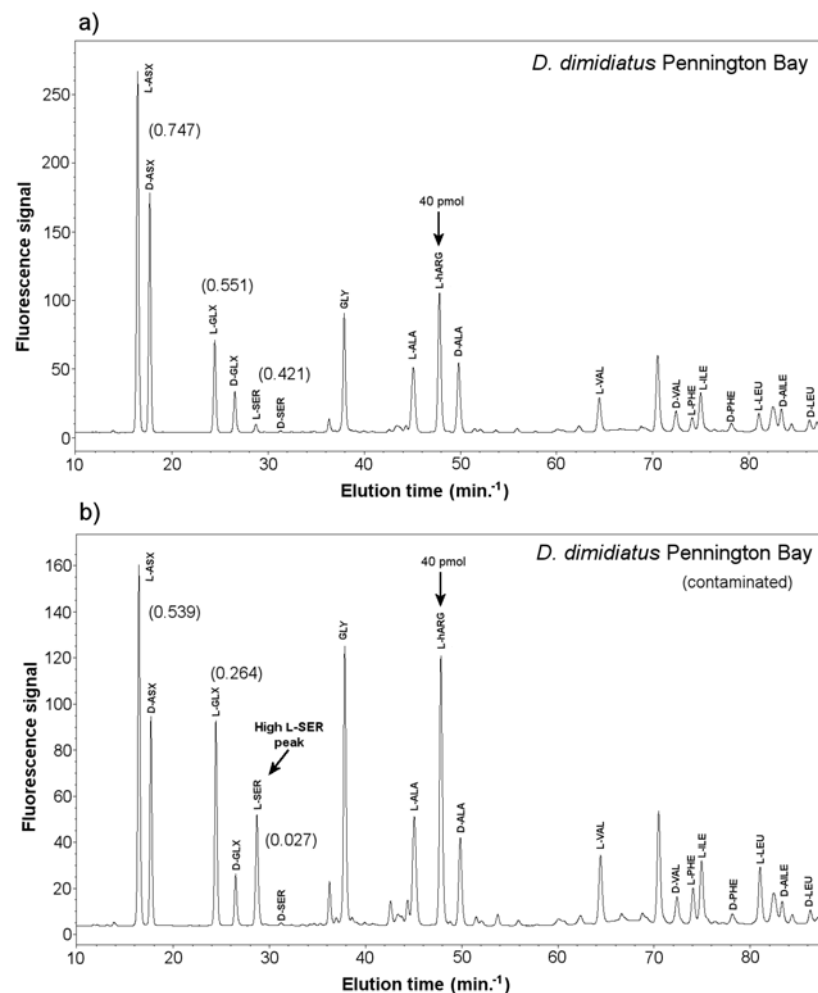 a)
D. dimidiatus Pennington Bay
Fluorescence signal
250
200
150
100
50
0
L-ASX
(0.747)
D-ASX
(0.551)
L-GLX
D-GLX
(0.421)
L-SER
D-SER
GLY
40 pmol
L-ALA
L-hARG
D-ALA
L-VAL
D-VAL
L-PHE
L-ILE
D-PHE
L-LEU
D-AILE
D-LEU
10 20 30 40 50 60 70 80
Elution time (min.-1)
b)
D. dimidiatus Pennington Bay
(contaminated)
Fluorescence signal
160
140
120
100
80
60
40
20
0
L-ASX
(0.539)
D-ASX
(0.264)
L-GLX
D-GLX
High L-SER
peak
L-SER
(0.027)
D-SER
GLY
40 pmol
L-ALA
L-hARG
D-ALA
L-VAL
D-VAL
L-PHE
L-ILE
D-PHE
L-LEU
D-AILE
D-LEU
10 20 30 40 50 60 70 80
Elution time (min.-1)